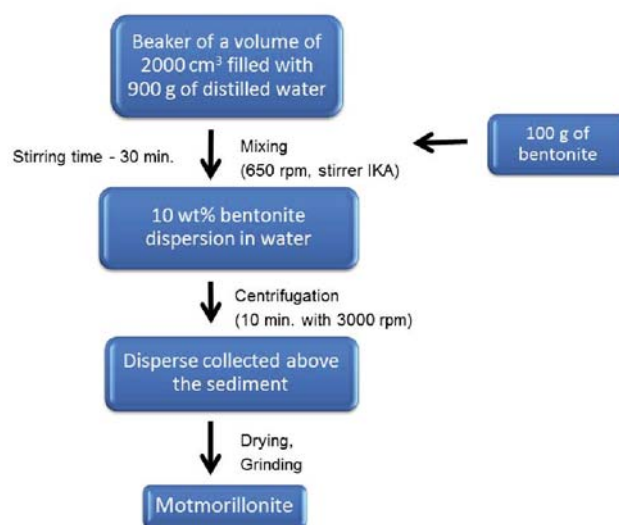 Beaker of a volume of
2000 cm³ filled with
900 g of distilled water
Stirring time - 30 min.
Mixing
(650 rpm, stirrer IKA)
100 g of
bentonite
10 wt% bentonite
dispersion in water
Centrifugation
(10 min. with 3000 rpm)
Disperse collected above
the sediment
Drying,
Grinding
Motmorillonite